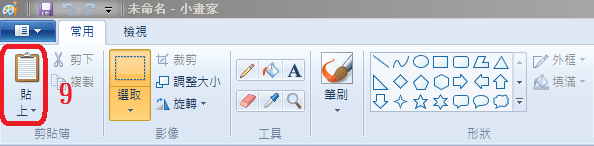 未命名 - 小畫家
常用 檢視
貼上
剪下
複製
9
剪貼簿
選取
裁剪
調整大小
旋轉
影像
A
工具
筆刷
外框
填滿
形狀